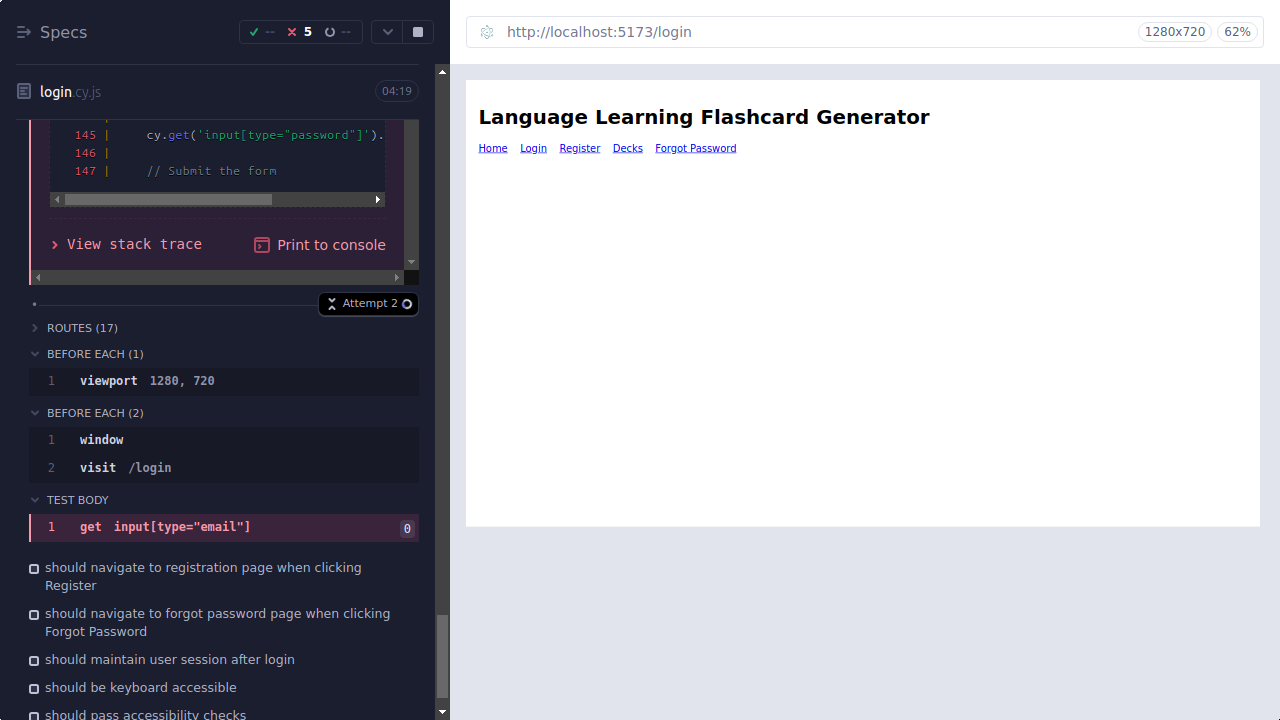 Specs
-- 5 --
login.cy.js 04:19
145 | cy.get('input[type="password"]').
146 |
147 | // Submit the form
View stack trace Print to console
Attempt 2
ROUTES (17)
BEFORE EACH (1)
1 viewport 1280, 720
BEFORE EACH (2)
1 window
2 visit /login
TEST BODY
1 get input[type="email"] 0
should navigate to registration page when clicking
Register
should navigate to forgot password page when clicking
Forgot Password
should maintain user session after login
should be keyboard accessible
should pass accessibility checks
http://localhost:5173/login 1280x720 62%
Language Learning Flashcard Generator
Home Login Register Decks Forgot Password